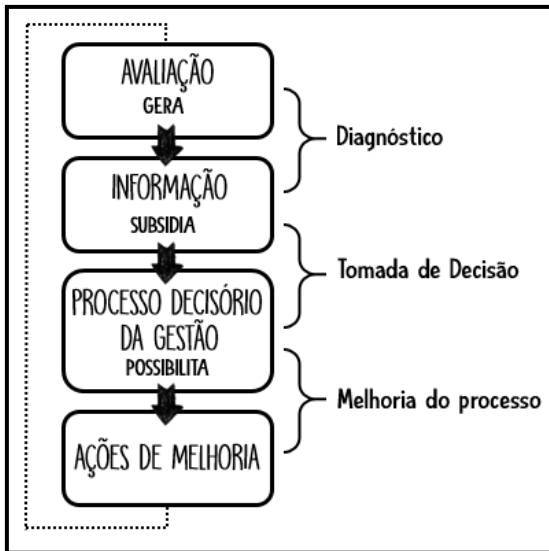 AVALIAÇÃO
GERA
Diagnóstico
INFORMAÇÃO
SUBSIDIA
Tomada de Decisão
PROCESSO DECISÓRIO
DA GESTÃO
POSSIBILITA
Melhoria do processo
AÇÕES DE MELHORIA